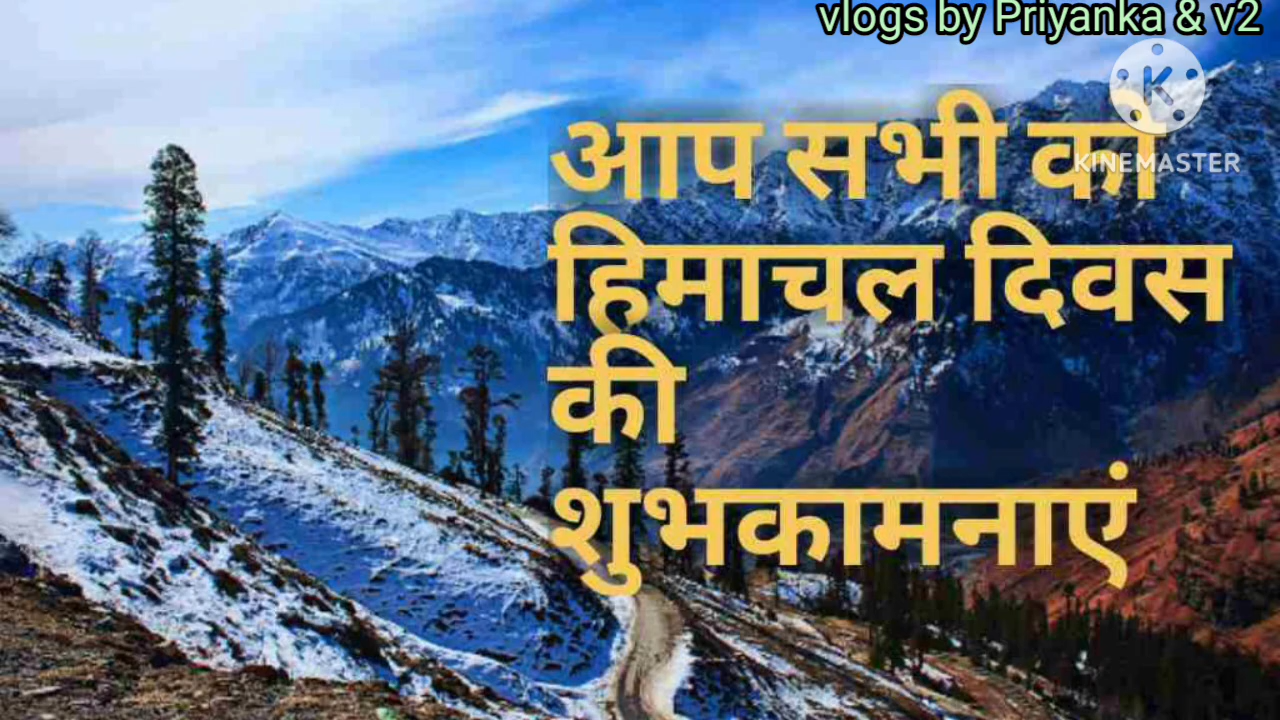 vlogs by Priyanka & v2
KINEMASTER
आप सभी को
हिमाचल दिवस
की
शुभकामनाएं